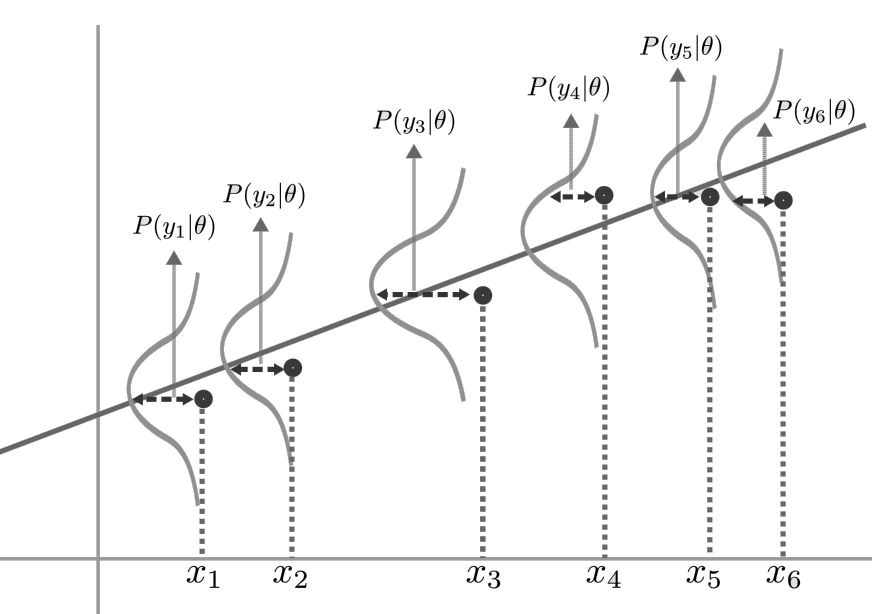 P(y₁|θ)
P(y₂|θ)
P(y₃|θ)
P(y₄|θ)
P(y₅|θ)
P(y₆|θ)
x₁ x₂ x₃ x₄ x₅ x₆